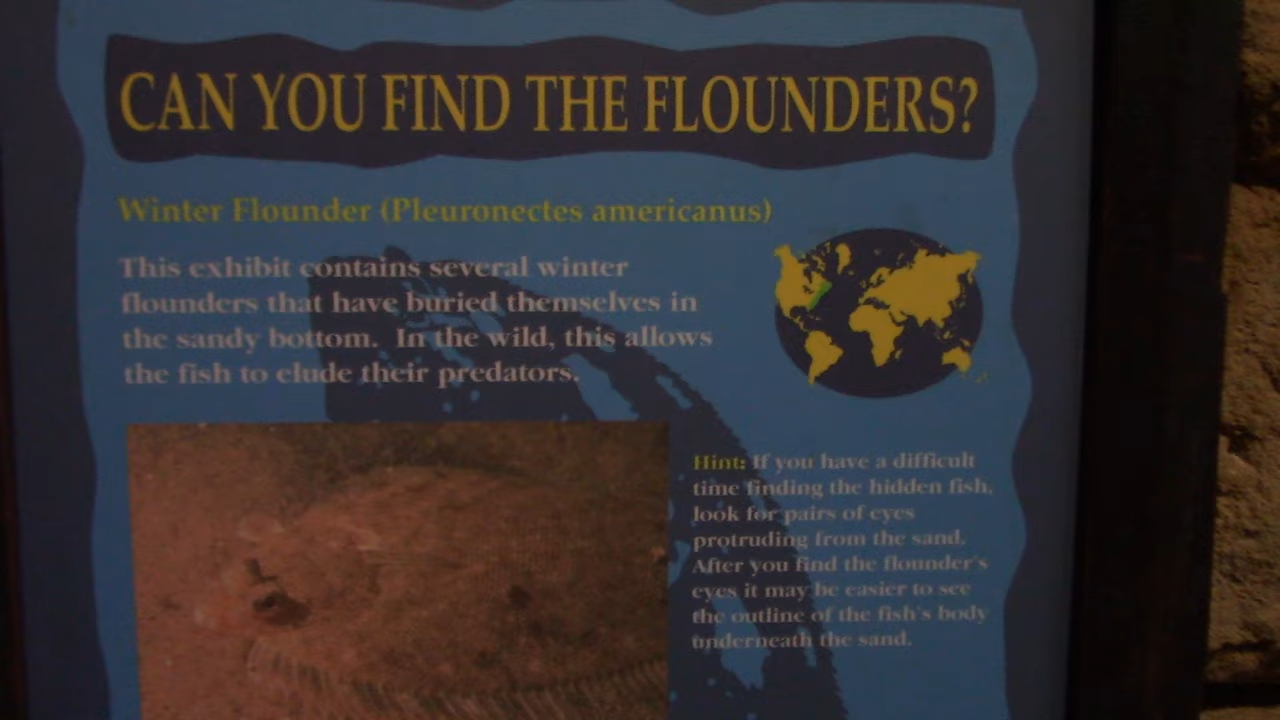 CAN YOU FIND THE FLOUNDERS?
Winter Flounder (Pleuronectes americanus)
This exhibit contains several winter
flounders that have buried themselves in
the sandy bottom. In the wild, this allows
the fish to elude their predators.
Hint: If you have a difficult
time finding the hidden fish,
look for pairs of eyes
protruding from the sand.
After you find the flounder's
eyes it may be easier to see
the outline of the fish's body
underneath the sand.